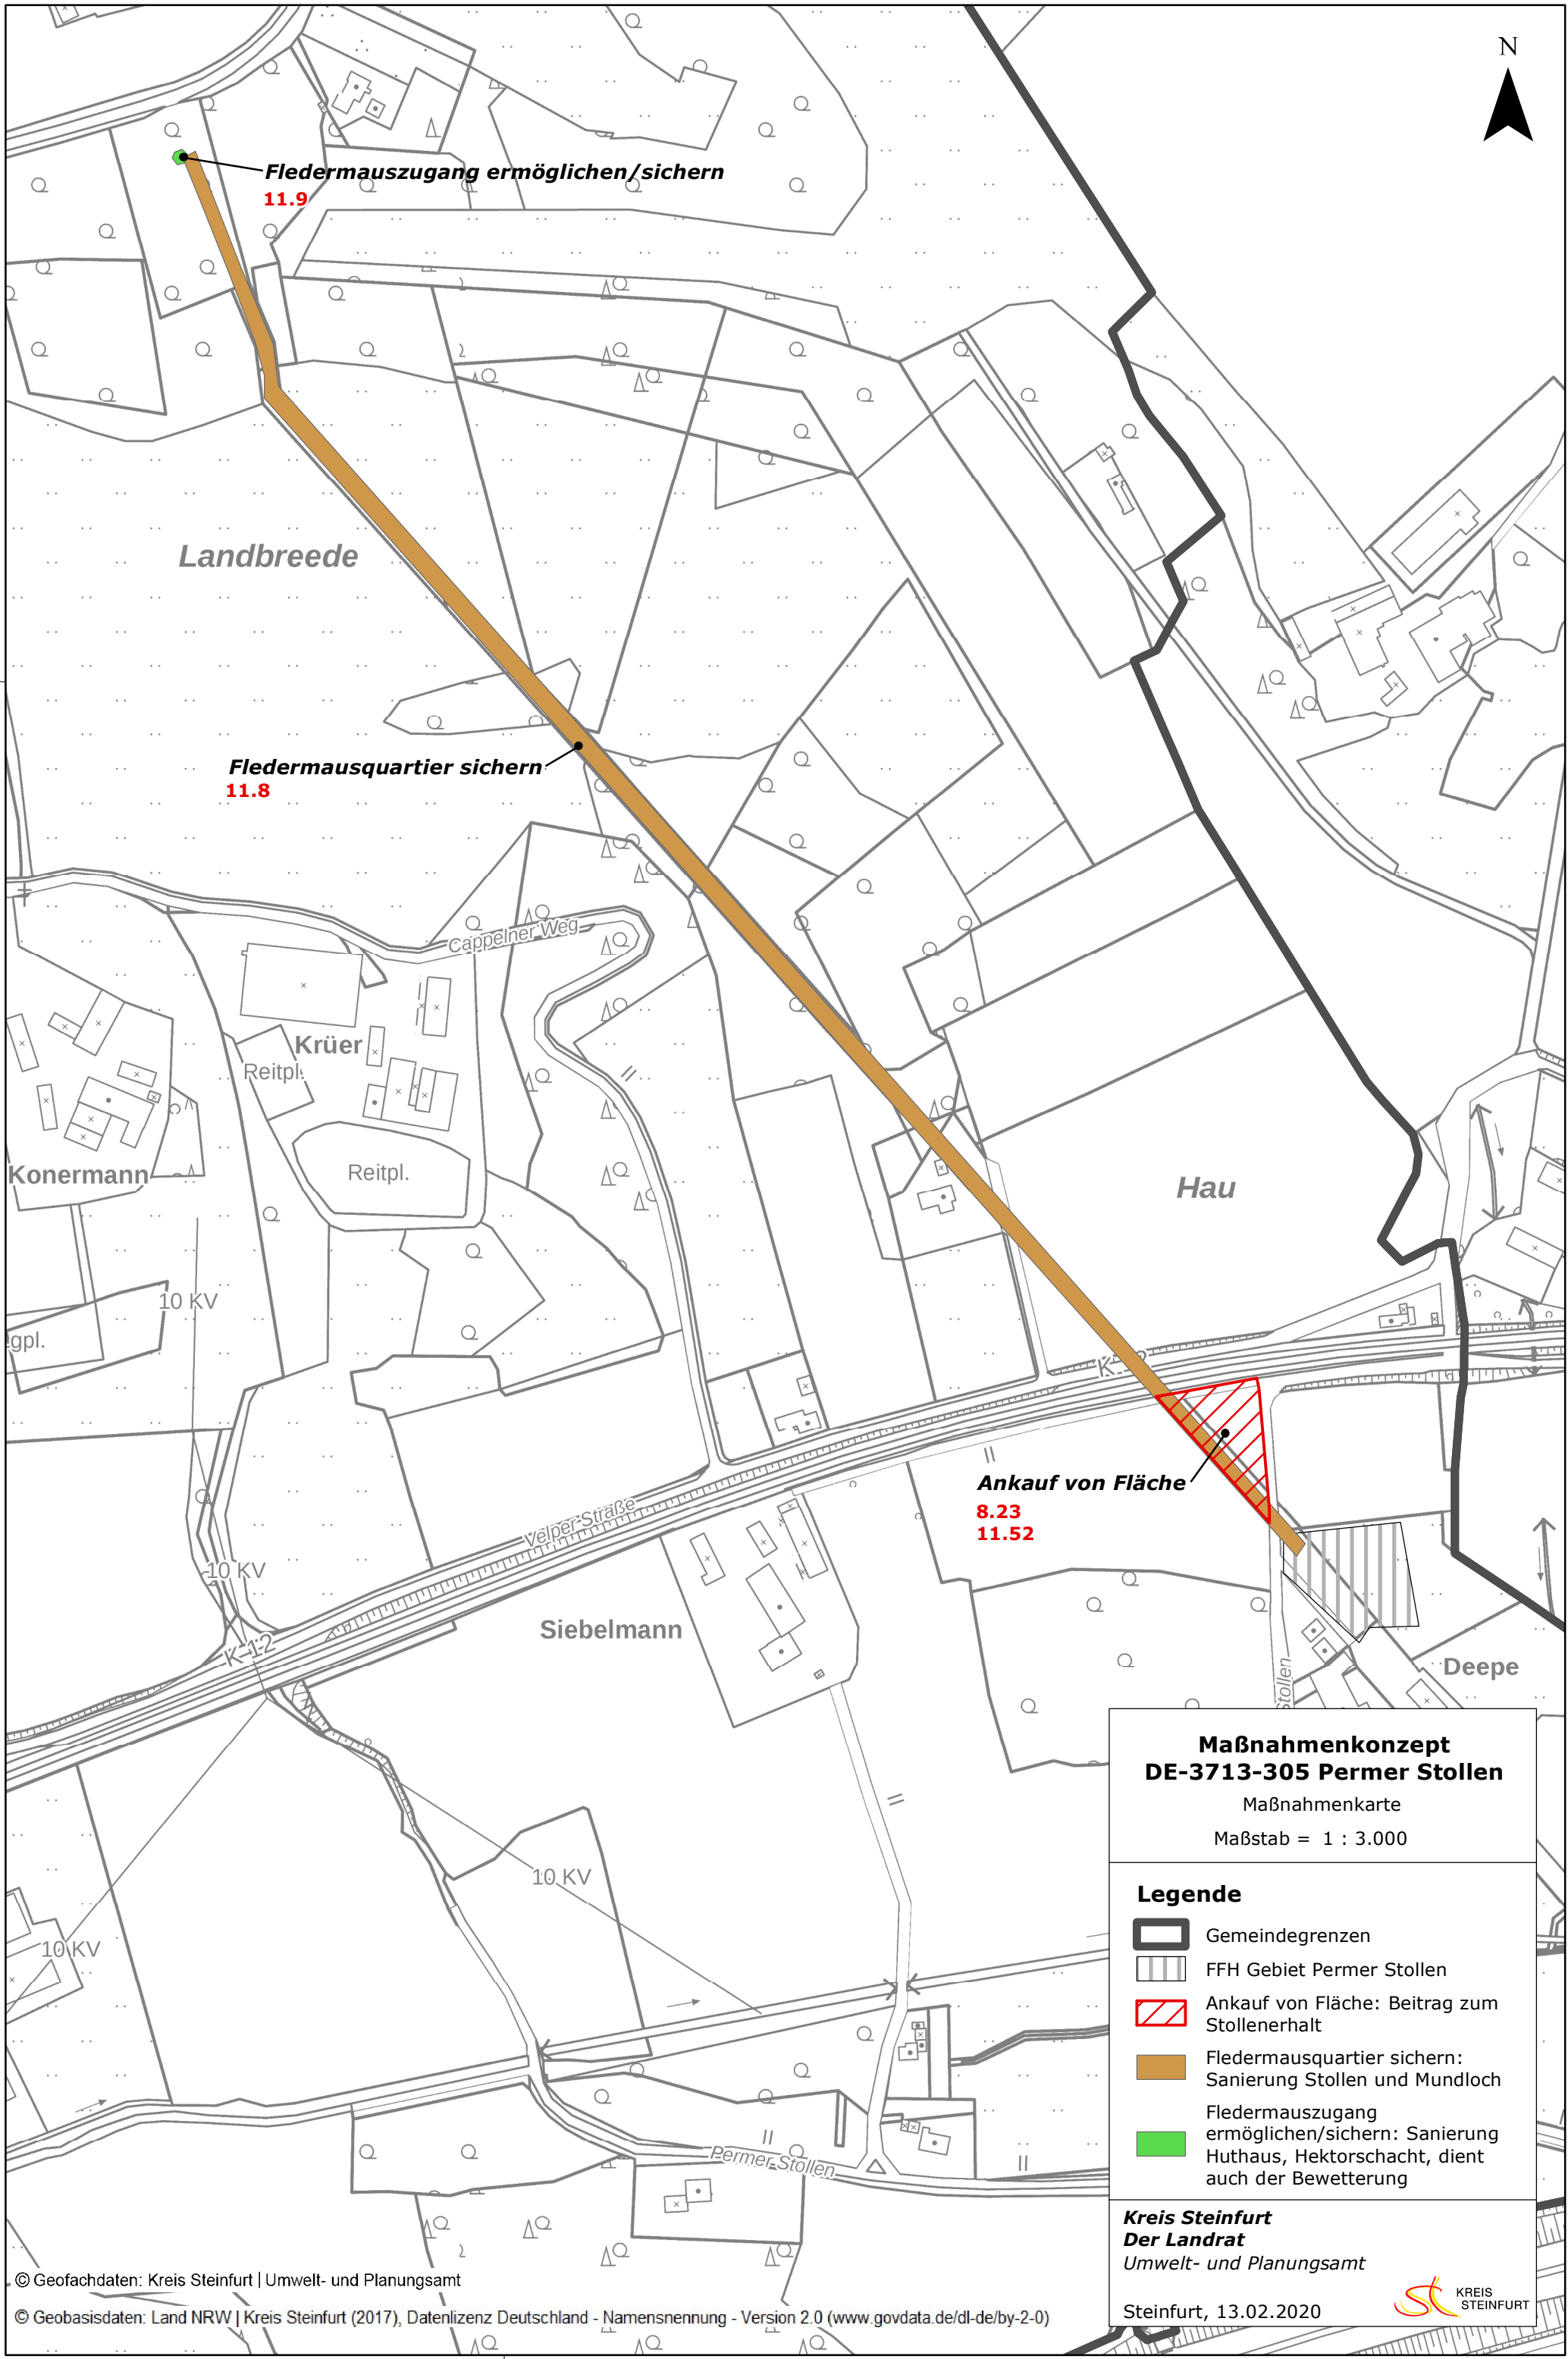 N
Fledermauszugang ermöglichen/sichern
11.9
Landbreede
Fledermausquartier sichern
11.8
Cappelner Weg
Krüer
Reitpl.
Konermann
Reitpl.
Hau
10 KV
gpl.
K
Ankauf von Fläche
8.23
11.52
Velper Straße
10 KV
K 12
Siebelmann
Deepe
Stollen
10 KV
10 KV
Permer Stollen
Maßnahmenkonzept
DE-3713-305 Permer Stollen
Maßnahmenkarte
Maßstab = 1 : 3.000
Legende
Gemeindegrenzen
FFH Gebiet Permer Stollen
Ankauf von Fläche: Beitrag zum
Stollenerhalt
Fledermausquartier sichern:
Sanierung Stollen und Mundloch
Fledermauszugang
ermöglichen/sichern: Sanierung
Huthaus, Hektorschacht, dient
auch der Bewetterung
Kreis Steinfurt
Der Landrat
Umwelt- und Planungsamt
Steinfurt, 13.02.2020
KREIS
STEINFURT
© Geofachdaten: Kreis Steinfurt | Umwelt- und Planungsamt
© Geobasisdaten: Land NRW | Kreis Steinfurt (2017), Datenlizenz Deutschland - Namensnennung - Version 2.0 (www.govdata.de/dl-de/by-2-0)